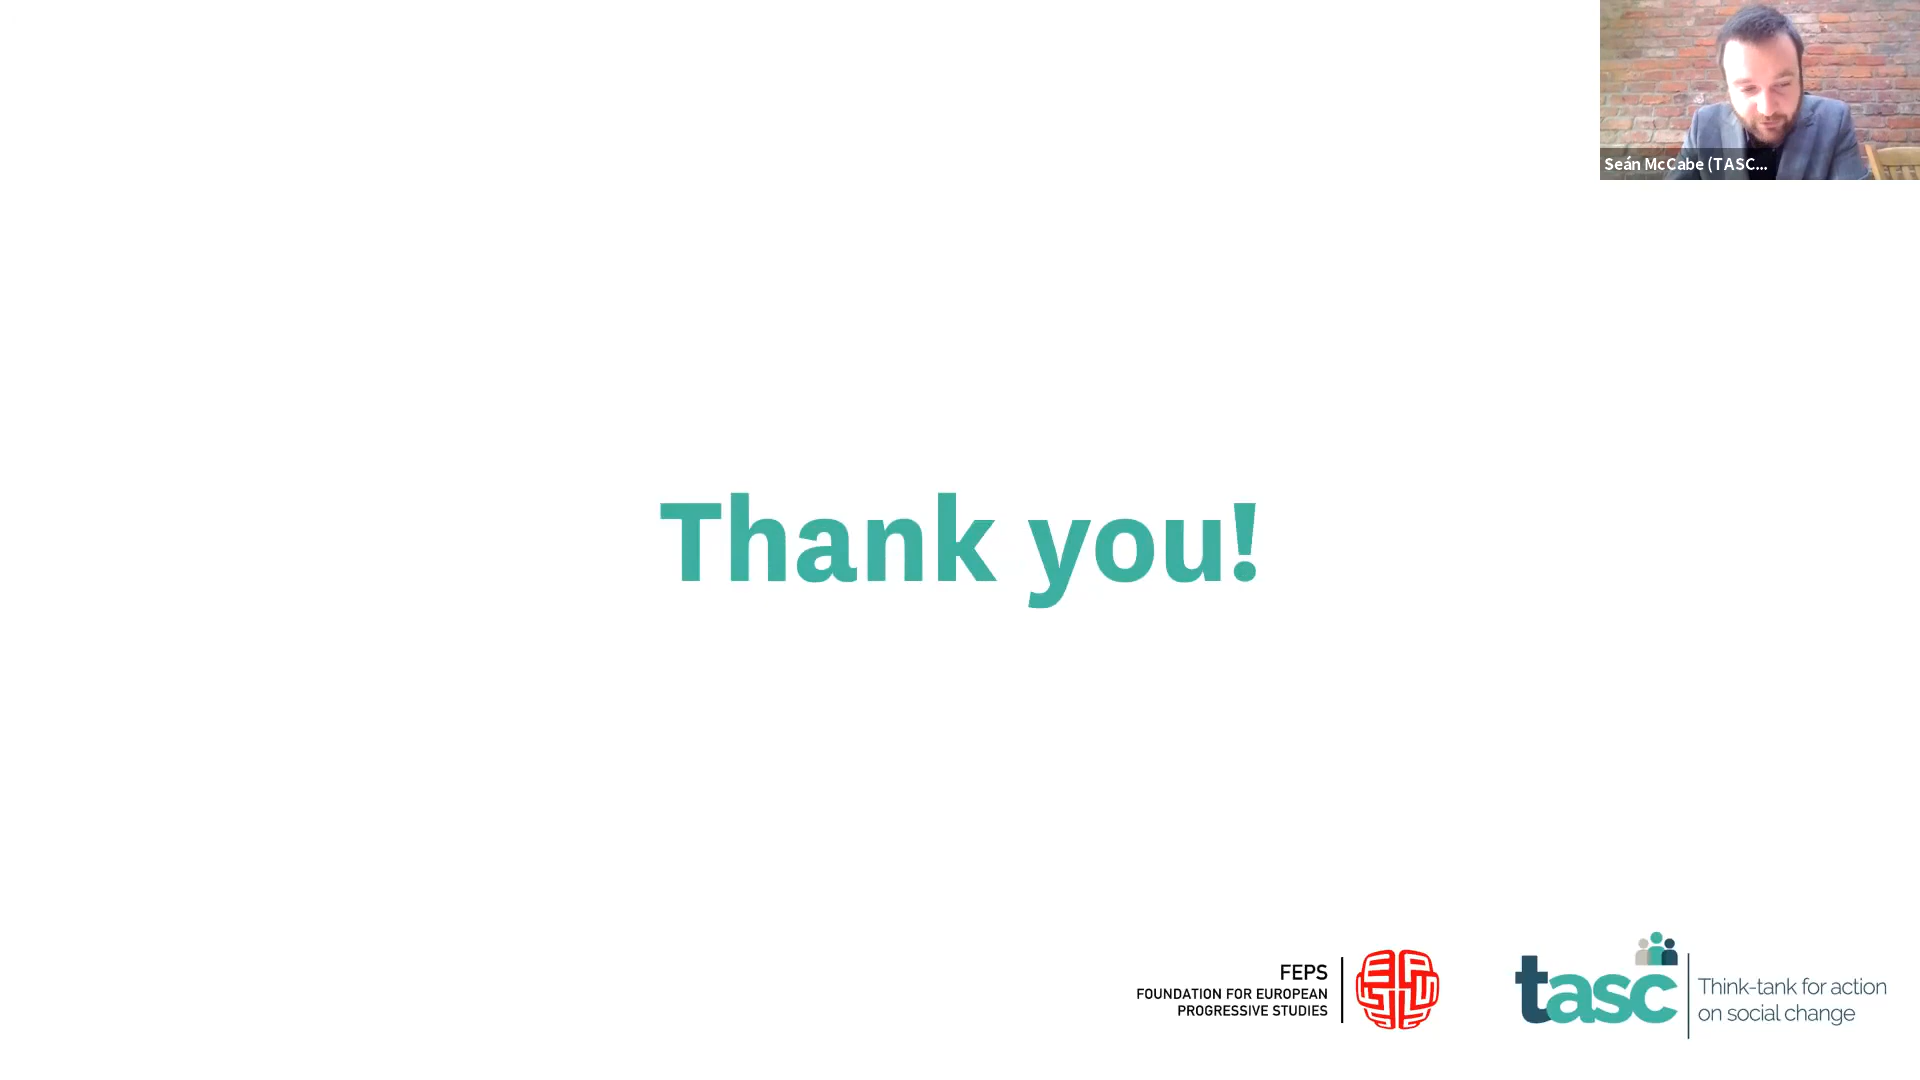 Seán McCabe (TASC...
Thank you!
FEPS
FOUNDATION FOR EUROPEAN
PROGRESSIVE STUDIES
tasc
Think-tank for action
on social change